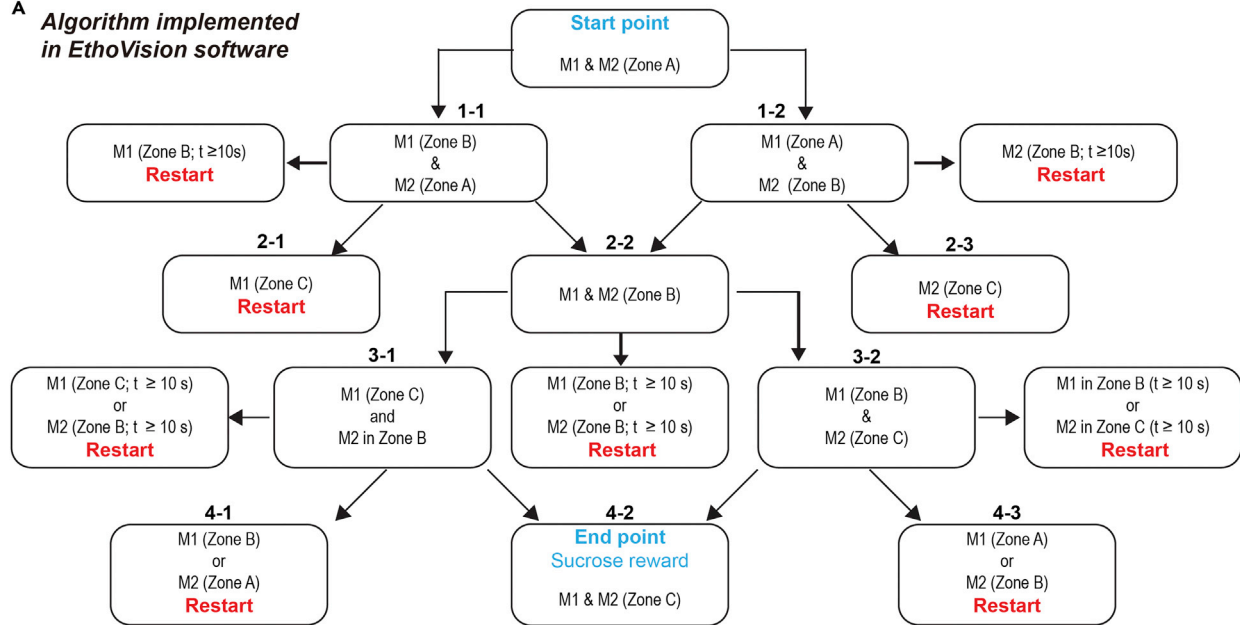 A
Algorithm implemented
in EthoVision software
Start point
M1 & M2 (Zone A)
1-1
1-2
M1 (Zone B; t ≥10s)
Restart
M1 (Zone B)
&
M2 (Zone A)
M1 (Zone A)
&
M2 (Zone B)
M2 (Zone B; t ≥10s)
Restart
2-1
2-2
2-3
M1 (Zone C)
Restart
M1 & M2 (Zone B)
M2 (Zone C)
Restart
3-1
3-2
M1 (Zone C; t ≥ 10 s)
or
M2 (Zone B; t ≥ 10 s)
Restart
M1 (Zone C)
and
M2 in Zone B
M1 (Zone B; t ≥ 10 s)
or
M2 (Zone B; t ≥ 10 s)
Restart
M1 (Zone B)
&
M2 (Zone C)
M1 in Zone B (t ≥ 10 s)
or
M2 in Zone C (t ≥ 10 s)
Restart
4-1
4-2
4-3
M1 (Zone B)
or
M2 (Zone A)
Restart
End point
Sucrose reward
M1 & M2 (Zone C)
M1 (Zone A)
or
M2 (Zone B)
Restart